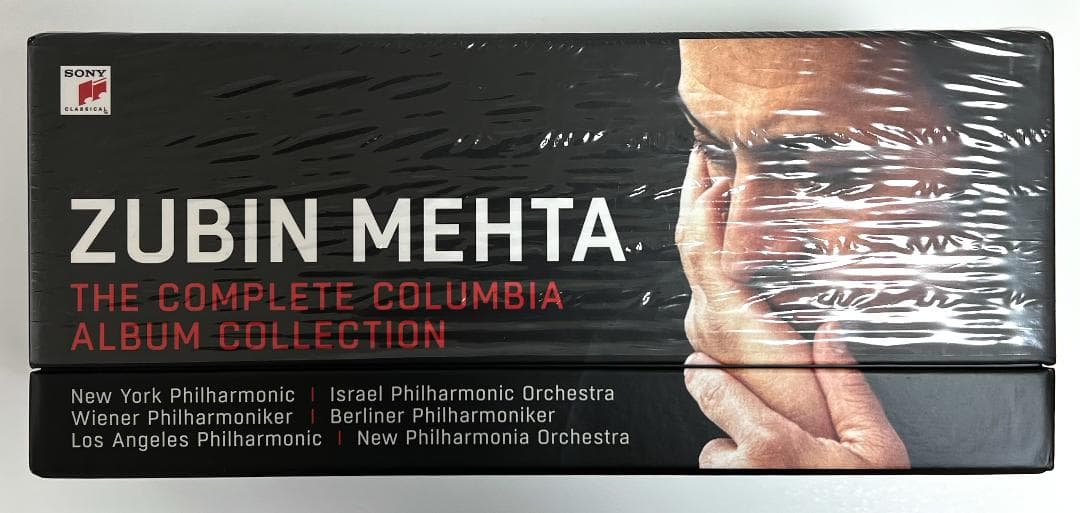 SONY
CLASSICAL
ZUBIN MEHTA
THE COMPLETE COLUMBIA
ALBUM COLLECTION
New York Philharmonic | Israel Philharmonic Orchestra
Wiener Philharmoniker | Berliner Philharmoniker
Los Angeles Philharmonic | New Philharmonia Orchestra